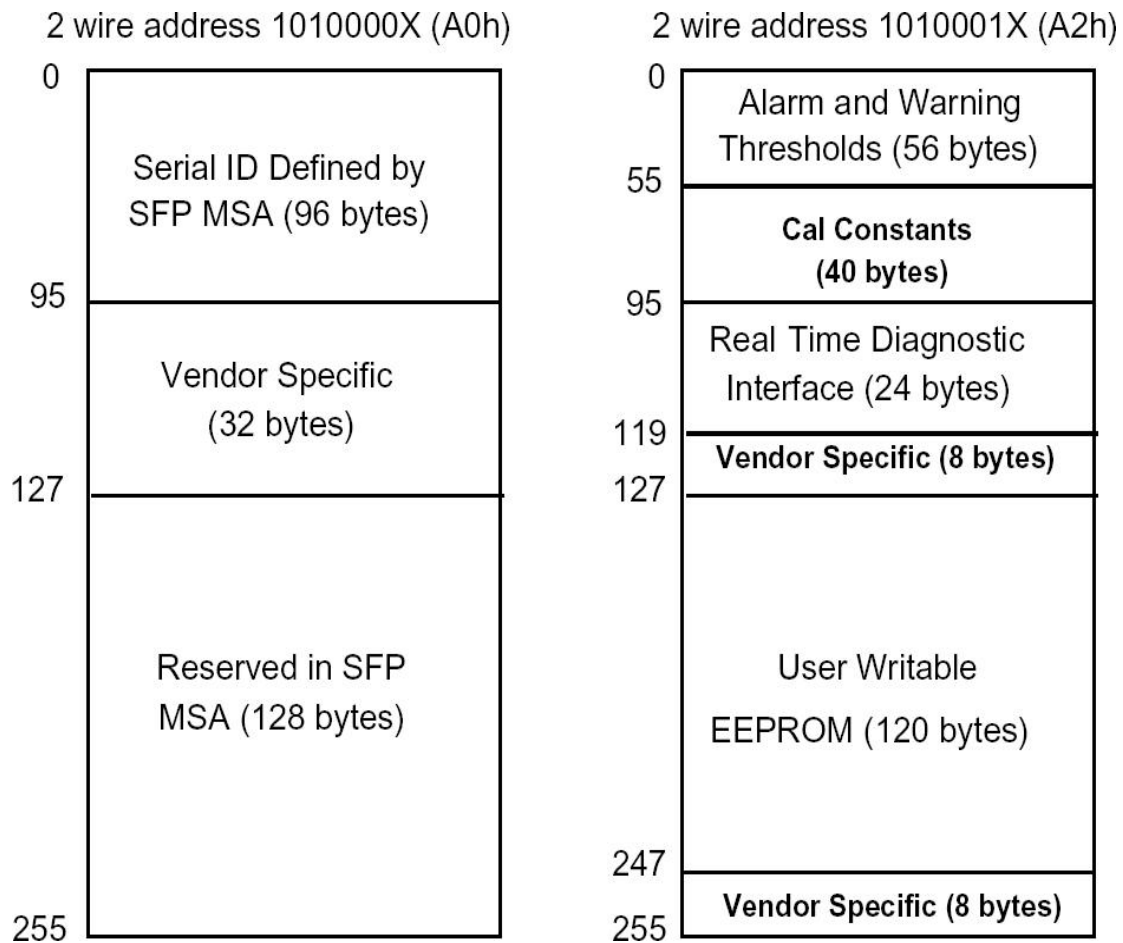 2 wire address 1010000X (A0h)
0
Serial ID Defined by
SFP MSA (96 bytes)
95
Vendor Specific
(32 bytes)
127
Reserved in SFP
MSA (128 bytes)
255
2 wire address 1010001X (A2h)
0
Alarm and Warning
Thresholds (56 bytes)
55
Cal Constants
(40 bytes)
95
Real Time Diagnostic
Interface (24 bytes)
119
Vendor Specific (8 bytes)
127
User Writable
EEPROM (120 bytes)
247
Vendor Specific (8 bytes)
255